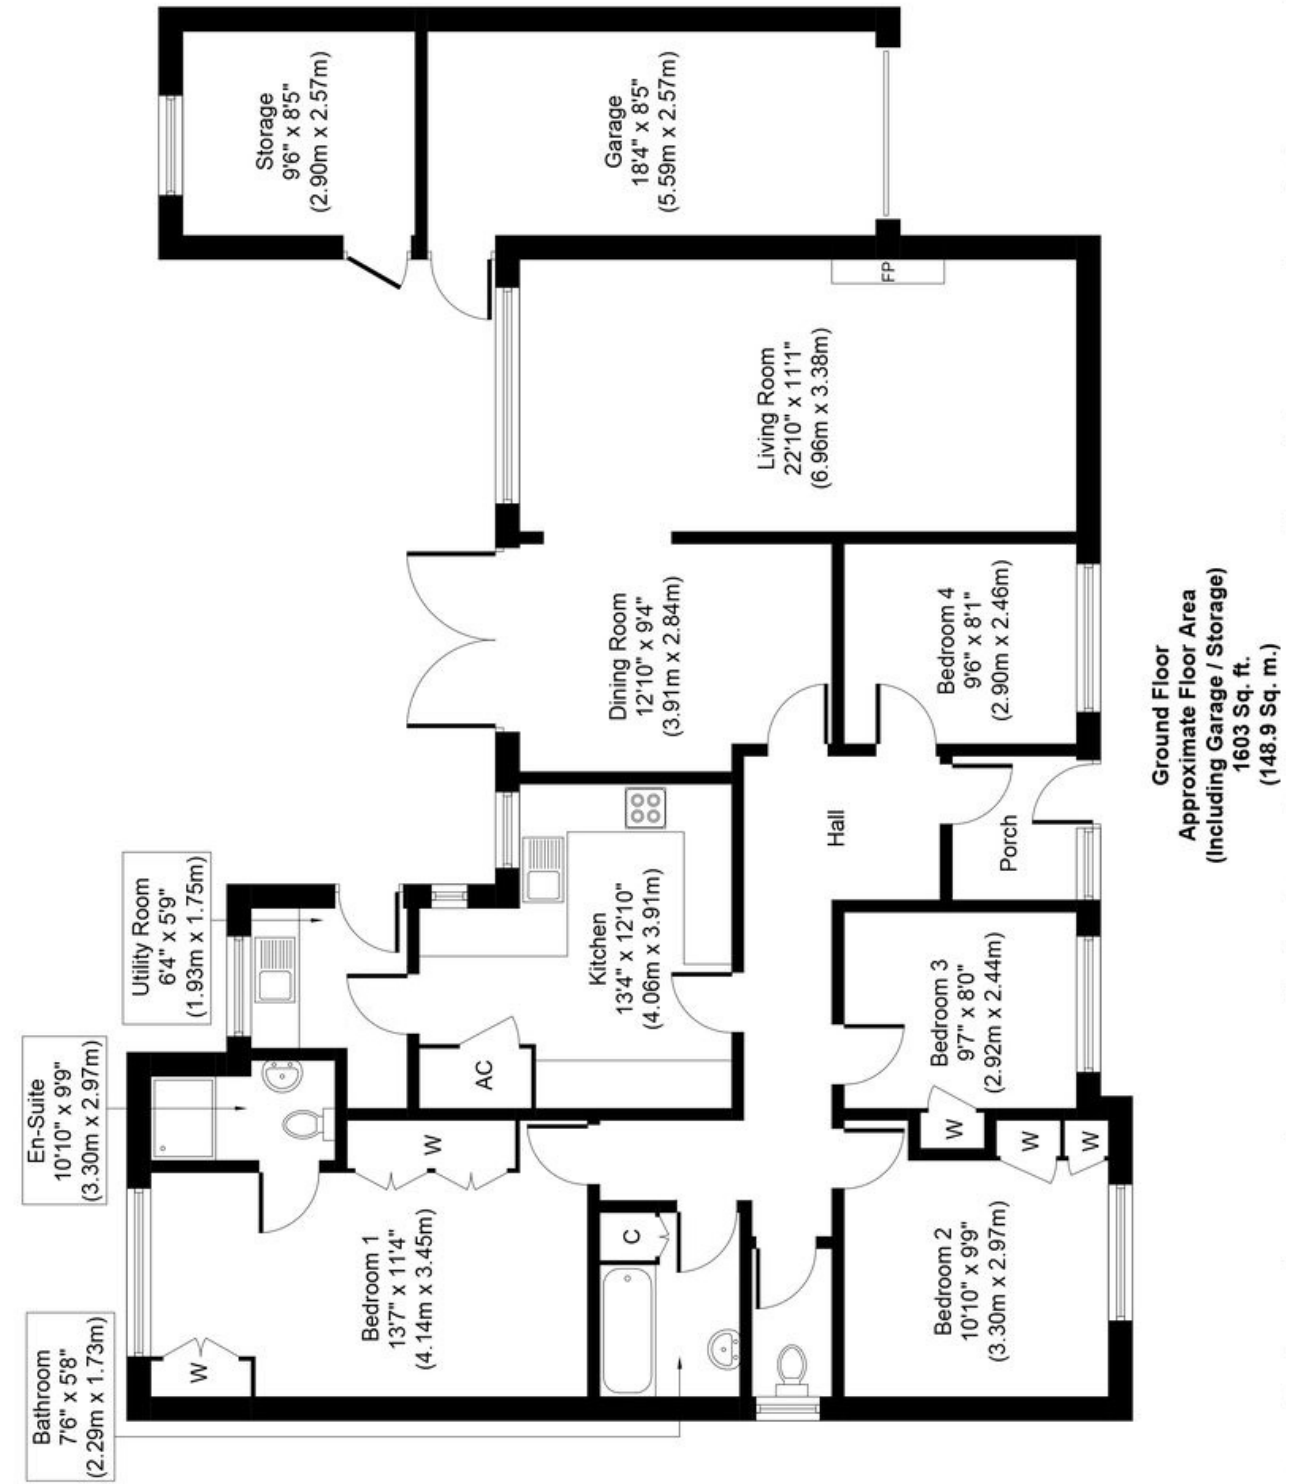 Storage
9'6" x 8'5"
(2.90m x 2.57m)
Garage
18'4" x 8'5"
(5.59m x 2.57m)
FP
Living Room
22'10" x 11'1"
(6.96m x 3.38m)
Dining Room
12'10" x 9'4"
(3.91m x 2.84m)
Bedroom 4
9'6" x 8'1"
(2.90m x 2.46m)
Utility Room
6'4" x 5'9"
(1.93m x 1.75m)
Kitchen
13'4" x 12'10"
(4.06m x 3.91m)
Hall
Porch
AC
Bedroom 3
9'7" x 8'0"
(2.92m x 2.44m)
En-Suite
10'10" x 9'9"
(3.30m x 2.97m)
W
W
W
W
C
Bedroom 1
13'7" x 11'4"
(4.14m x 3.45m)
W
Bedroom 2
10'10" x 9'9"
(3.30m x 2.97m)
Bathroom
7'6" x 5'8"
(2.29m x 1.73m)
Ground Floor
Approximate Floor Area
(Including Garage / Storage)
1603 Sq. ft.
(148.9 Sq. m.)